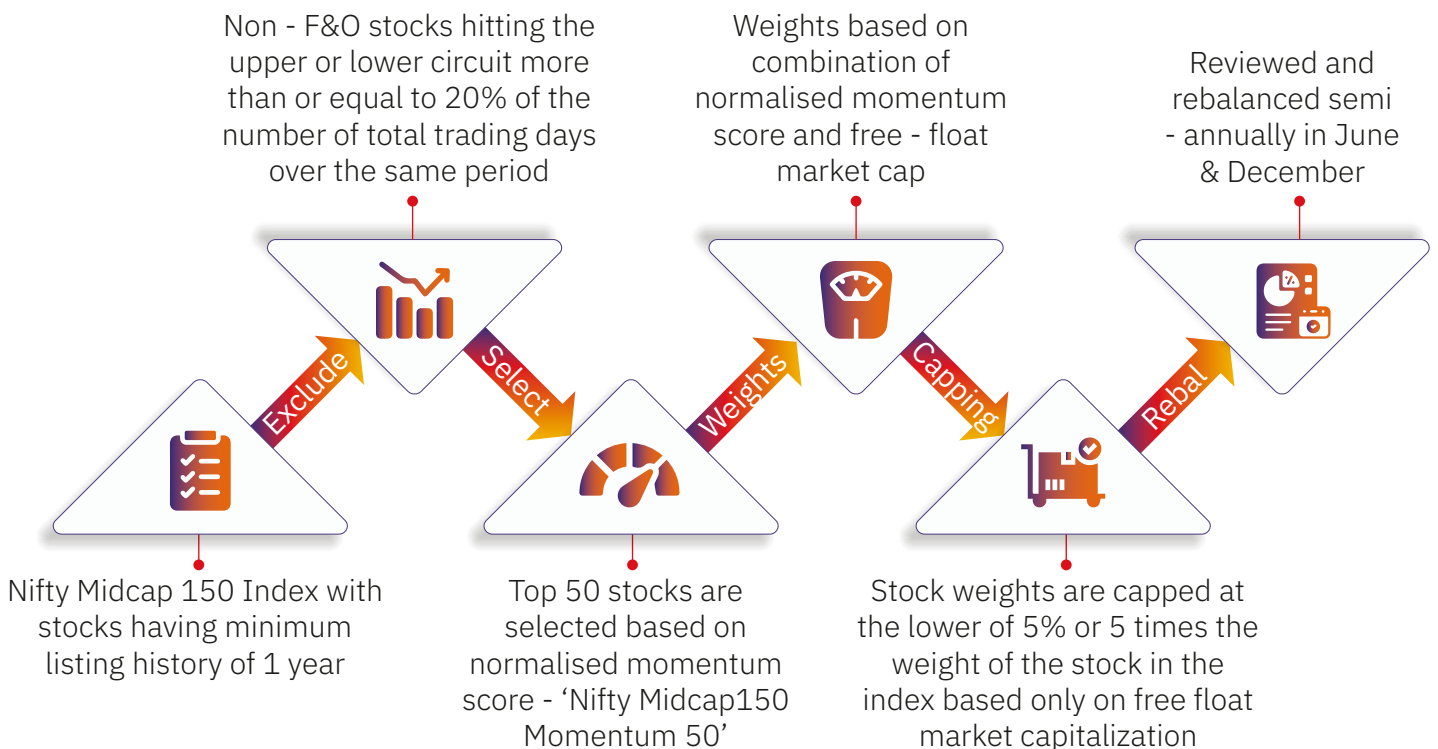 Nifty Midcap 150 Index with
stocks having minimum
listing history of 1 year
Exclude
Non - F&O stocks hitting the
upper or lower circuit more
than or equal to 20% of the
number of total trading days
over the same period
Select
Top 50 stocks are
selected based on
normalised momentum
score - ‘Nifty Midcap150
Momentum 50’
Weights
Weights based on
combination of
normalised momentum
score and free - float
market cap
Capping
Stock weights are capped at
the lower of 5% or 5 times the
weight of the stock in the
index based only on free float
market capitalization
Rebal
Reviewed and
rebalanced semi
- annually in June
& December
%